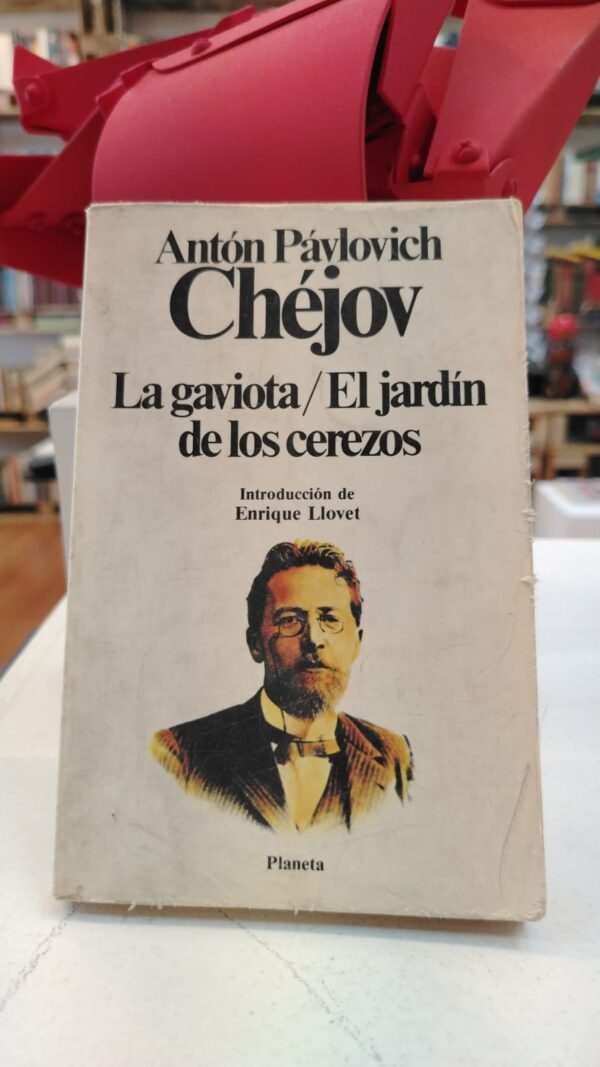 Antón Pávlovich
Chéjov
La gaviota/El jardín
de los cerezos
Introducción de
Enrique Llovet
Planeta